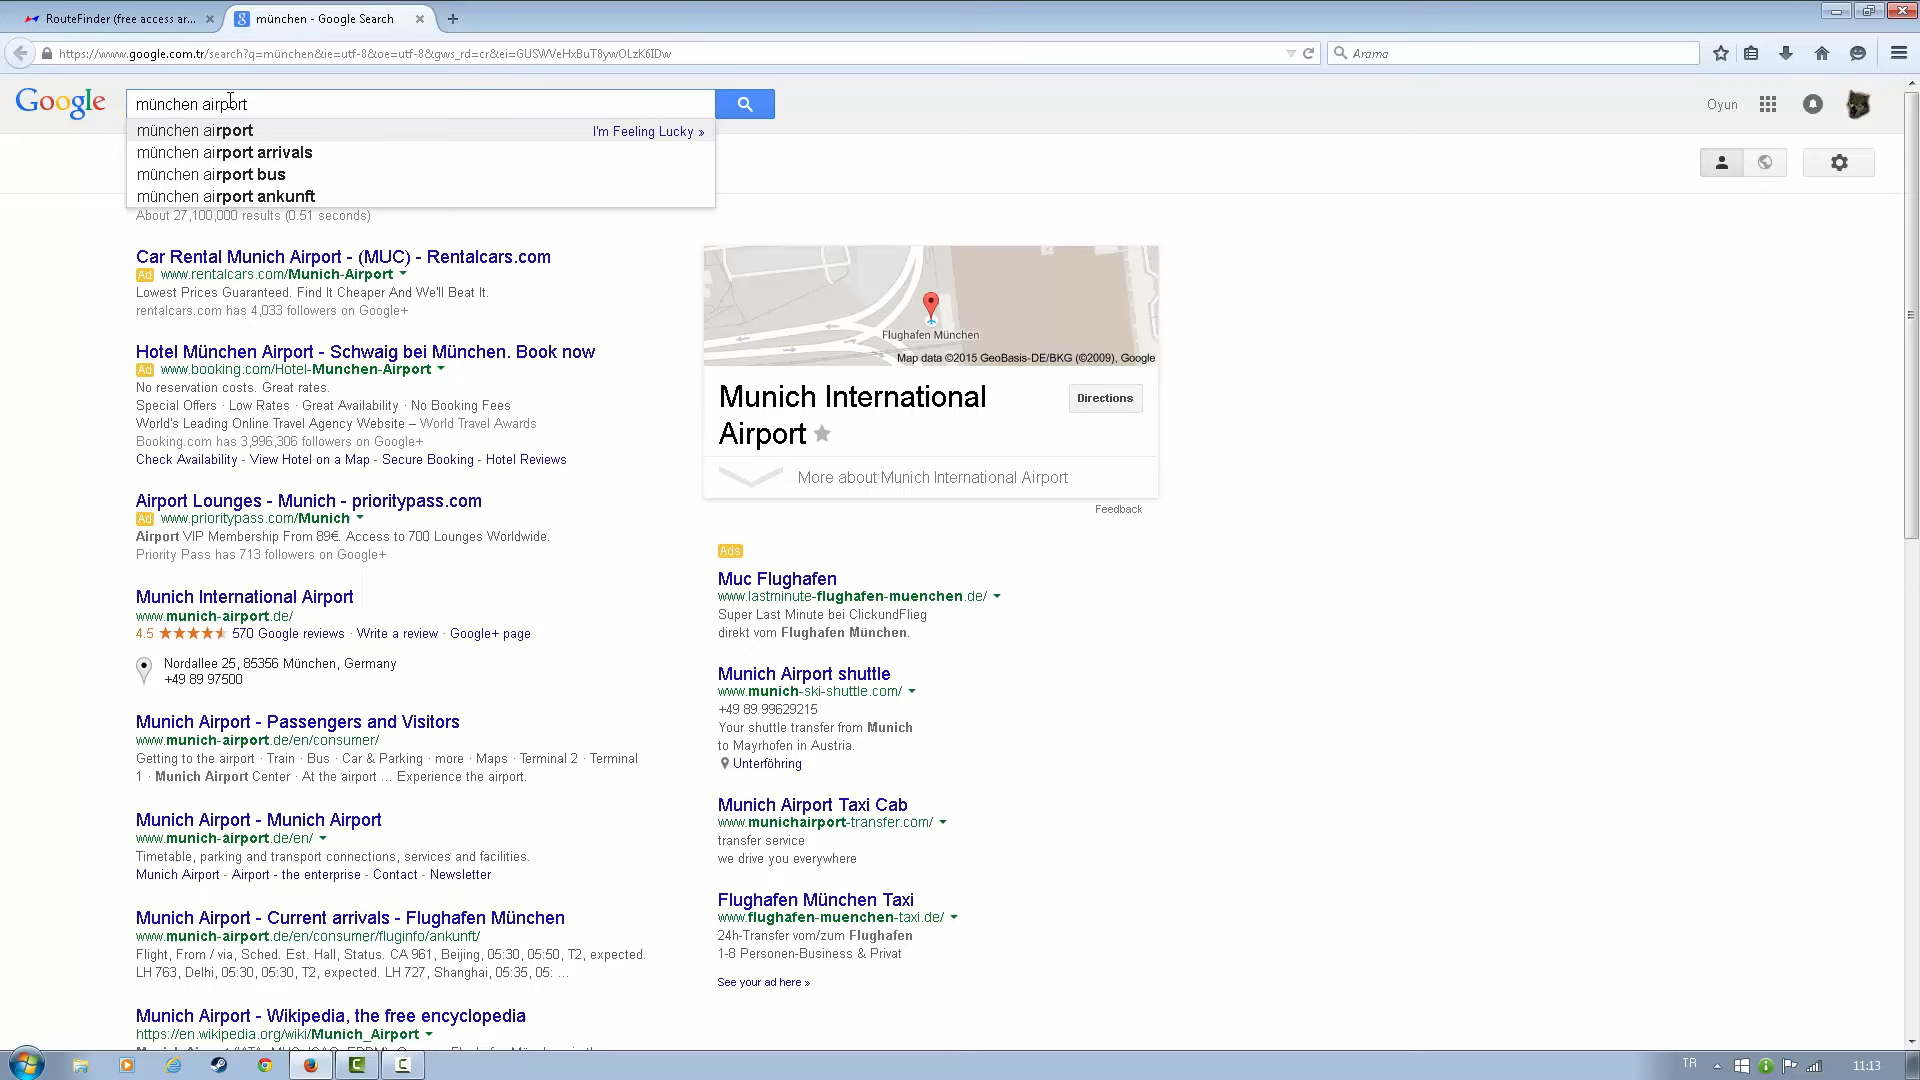 RouteFinder (free access ar...
münchen - Google Search
https://www.google.com.tr/search?q=münchen&ie=utf-8&oe=utf-8&gws_rd=cr&ei=GUSWVeHxBuT8ywOLzK6IDw
Arama
Google
münchen airport
Oyun
münchen airport
I'm Feeling Lucky »
münchen airport arrivals
münchen airport bus
münchen airport ankunft
About 27,100,000 results (0.51 seconds)
Car Rental Munich Airport - (MUC) - Rentalcars.com
Ad www.rentalcars.com/Munich-Airport
Lowest Prices Guaranteed. Find It Cheaper And We'll Beat It.
rentalcars.com has 4,033 followers on Google+
Hotel München Airport - Schwaig bei München. Book now
Ad www.booking.com/Hotel-Munchen-Airport
No reservation costs. Great rates.
Special Offers · Low Rates · Great Availability · No Booking Fees
World's Leading Online Travel Agency Website – World Travel Awards
Booking.com has 3,996,306 followers on Google+
Check Availability - View Hotel on a Map - Secure Booking - Hotel Reviews
Airport Lounges - Munich - prioritypass.com
Ad www.prioritypass.com/Munich
Airport VIP Membership From 89€. Access to 700 Lounges Worldwide.
Priority Pass has 713 followers on Google+
Munich International Airport
www.munich-airport.de/
4.5 570 Google reviews · Write a review · Google+ page
Nordallee 25, 85356 München, Germany
+49 89 97500
Munich Airport - Passengers and Visitors
www.munich-airport.de/en/consumer/
Getting to the airport · Train · Bus · Car & Parking · more · Maps · Terminal 2 · Terminal
1 · Munich Airport Center · At the airport ... Experience the airport.
Munich Airport - Munich Airport
www.munich-airport.de/en/
Timetable, parking and transport connections, services and facilities.
Munich Airport - Airport - the enterprise - Contact - Newsletter
Munich Airport - Current arrivals - Flughafen München
www.munich-airport.de/en/consumer/fluginfo/ankunft/
Flight, From / via, Sched. Est. Hall, Status. CA 961, Beijing, 05:30, 05:50, T2, expected.
LH 763, Delhi, 05:30, 05:30, T2, expected. LH 727, Shanghai, 05:35, 05: ...
Munich Airport - Wikipedia, the free encyclopedia
https://en.wikipedia.org/wiki/Munich_Airport
Flughafen München
Map data ©2015 GeoBasis-DE/BKG (©2009), Google
Munich International
Airport
Directions
More about Munich International Airport
Feedback
Ads
Muc Flughafen
www.lastminute-flughafen-muenchen.de/
Super Last Minute bei ClickundFlieg
direkt vom Flughafen München.
Munich Airport shuttle
www.munich-ski-shuttle.com/
+49 89 99629215
Your shuttle transfer from Munich
to Mayrhofen in Austria.
Unterföhring
Munich Airport Taxi Cab
www.munichairport-transfer.com/
transfer service
we drive you everywhere
Flughafen München Taxi
www.flughafen-muenchen-taxi.de/
24h-Transfer vom/zum Flughafen
1-8 Personen-Business & Privat
See your ad here »
TR
11:13